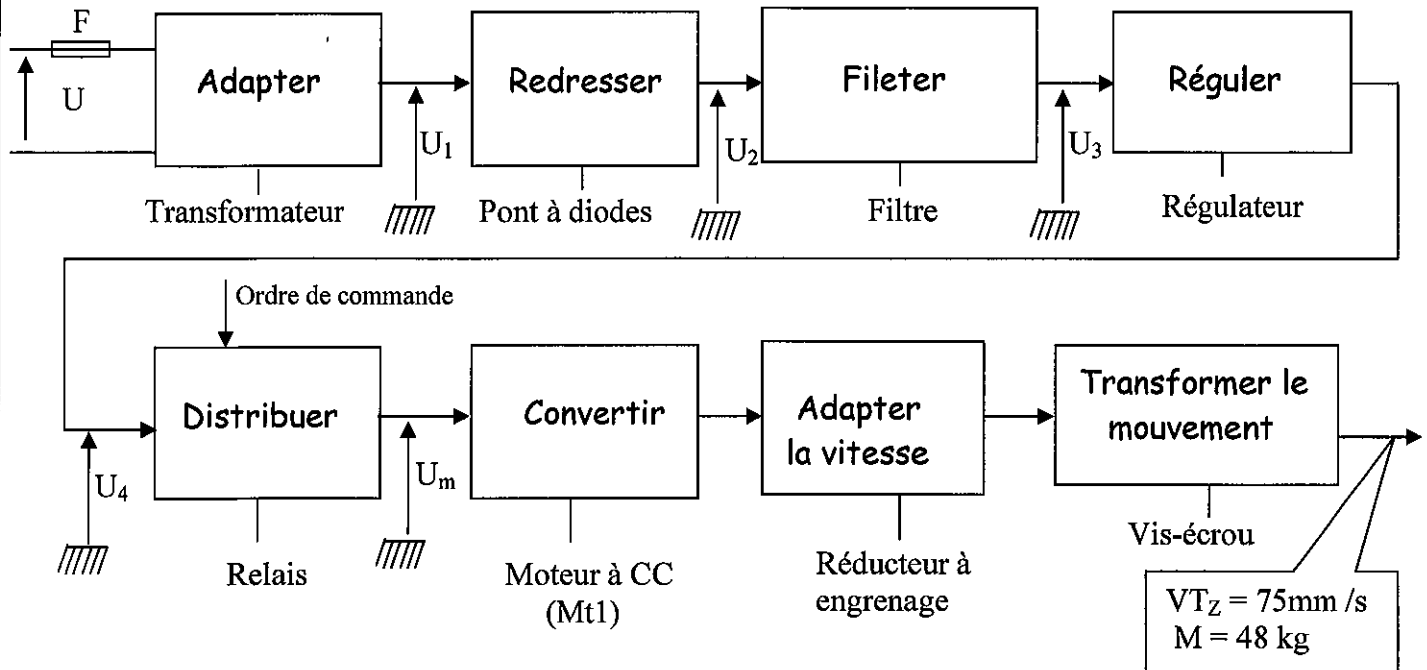 F
U
Adapter
Redresser
Fileter
Réguler
U₁
U₂
U₃
Transformateur
Pont à diodes
Filtre
Régulateur
Ordre de commande
Distribuer
Convertir
Adapter
la vitesse
Transformer le
mouvement
U₄
Uₘ
Relais
Moteur à CC
(Mt1)
Réducteur à
engrenage
Vis-écrou
VT_Z = 75mm /s
M = 48 kg